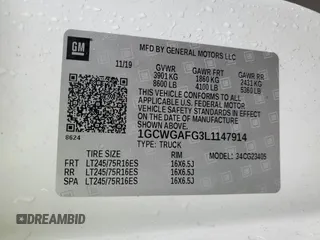 GM
MFD BY GENERAL MOTORS LLC
11/19
GVWR GAWR FRT GAWR RR
3901 KG 1860 KG 2431 KG
8600 LB 4100 LB 5360 LB
THIS VEHICLE CONFORMS TO ALL APPLICABLE
U.S. FEDERAL MOTOR VEHICLE SAFETY
STANDARDS IN EFFECT ON THE DATE OF
MANUFACTURE SHOWN ABOVE.
1GCWGAFG3L1147914
8624
TYPE: TRUCK
TIRE SIZE RIM MODEL: 24CG23405
FRT LT245/75R16ES 16X6.5J
RR LT245/75R16ES 16X6.5J
SPA LT245/75R16ES 16X6.5J
DREAMBID